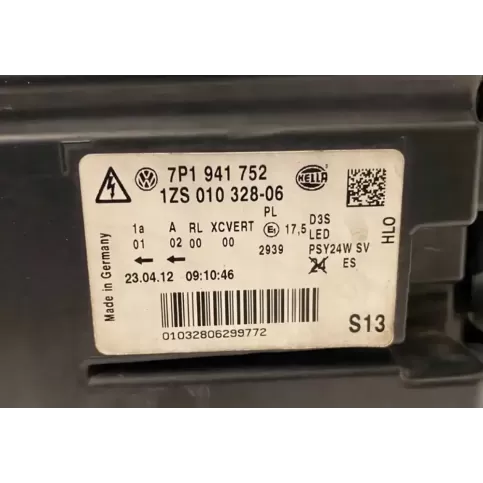 7P1 941 752
1ZS 010 328-06
HELLA
PL
1a A RL XCVERT E1 17,5 D3S
01 02 00 00 LED
2939 PSY24W SV
24 ES
23.04.12 09:10:46
01032806299772
S13
HLO
Made in Germany